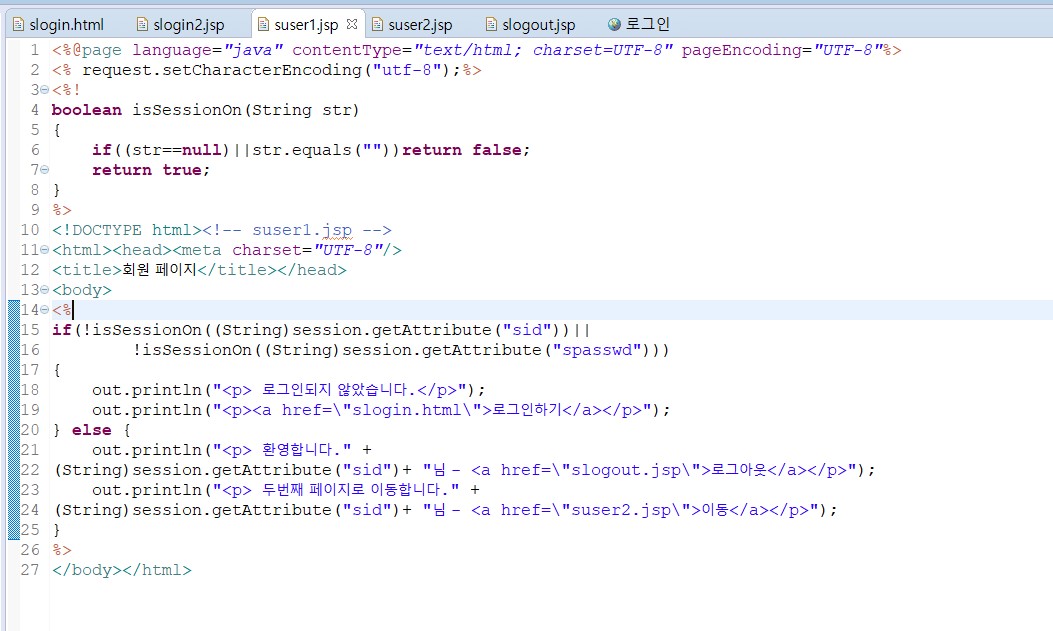 slogin.html slogin2.jsp suser1.jsp suser2.jsp slogout.jsp 로그인
1 <%@page language="java" contentType="text/html; charset=UTF-8" pageEncoding="UTF-8"%>
2 <% request.setCharacterEncoding("utf-8");%>
3 <%!
4 boolean isSessionOn(String str)
5 {
6 if((str==null)||str.equals(""))return false;
7 return true;
8 }
9 %>
10 <!DOCTYPE html><!-- suser1.jsp -->
11 <html><head><meta charset="UTF-8"/>
12 <title>회원 페이지</title></head>
13 <body>
14 <%
15 if(!isSessionOn((String)session.getAttribute("sid"))||
16 !isSessionOn((String)session.getAttribute("spasswd")))
17 {
18 out.println("<p> 로그인되지 않았습니다.</p>");
19 out.println("<p><a href=\"slogin.html\">로그인하기</a></p>");
20 } else {
21 out.println("<p> 환영합니다." +
22 (String)session.getAttribute("sid")+ "님 - <a href=\"slogout.jsp\">로그아웃</a></p>");
23 out.println("<p> 두번째 페이지로 이동합니다." +
24 (String)session.getAttribute("sid")+ "님 - <a href=\"suser2.jsp\">이동</a></p>");
25 }
26 %>
27 </body></html>